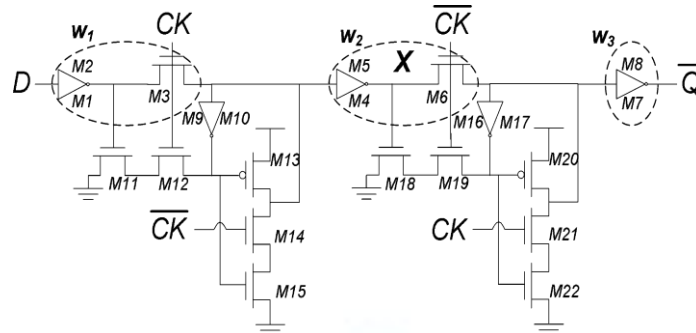 w1 CK w2 CK w3
D M2 M1 M3 M5 M4 X M6 M8 M7 Q
M9 M10 M16 M17
M11 M12 M13 M18 M19 M20
CK M14 CK M21
M15 M22